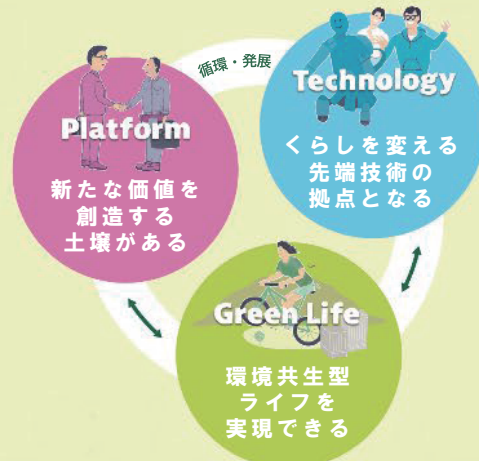 循環・発展
Platform
新たな価値を
創造する
土壌がある
Technology
くらしを変える
先端技術の
拠点となる
Green Life
環境共生型
ライフを
実現できる